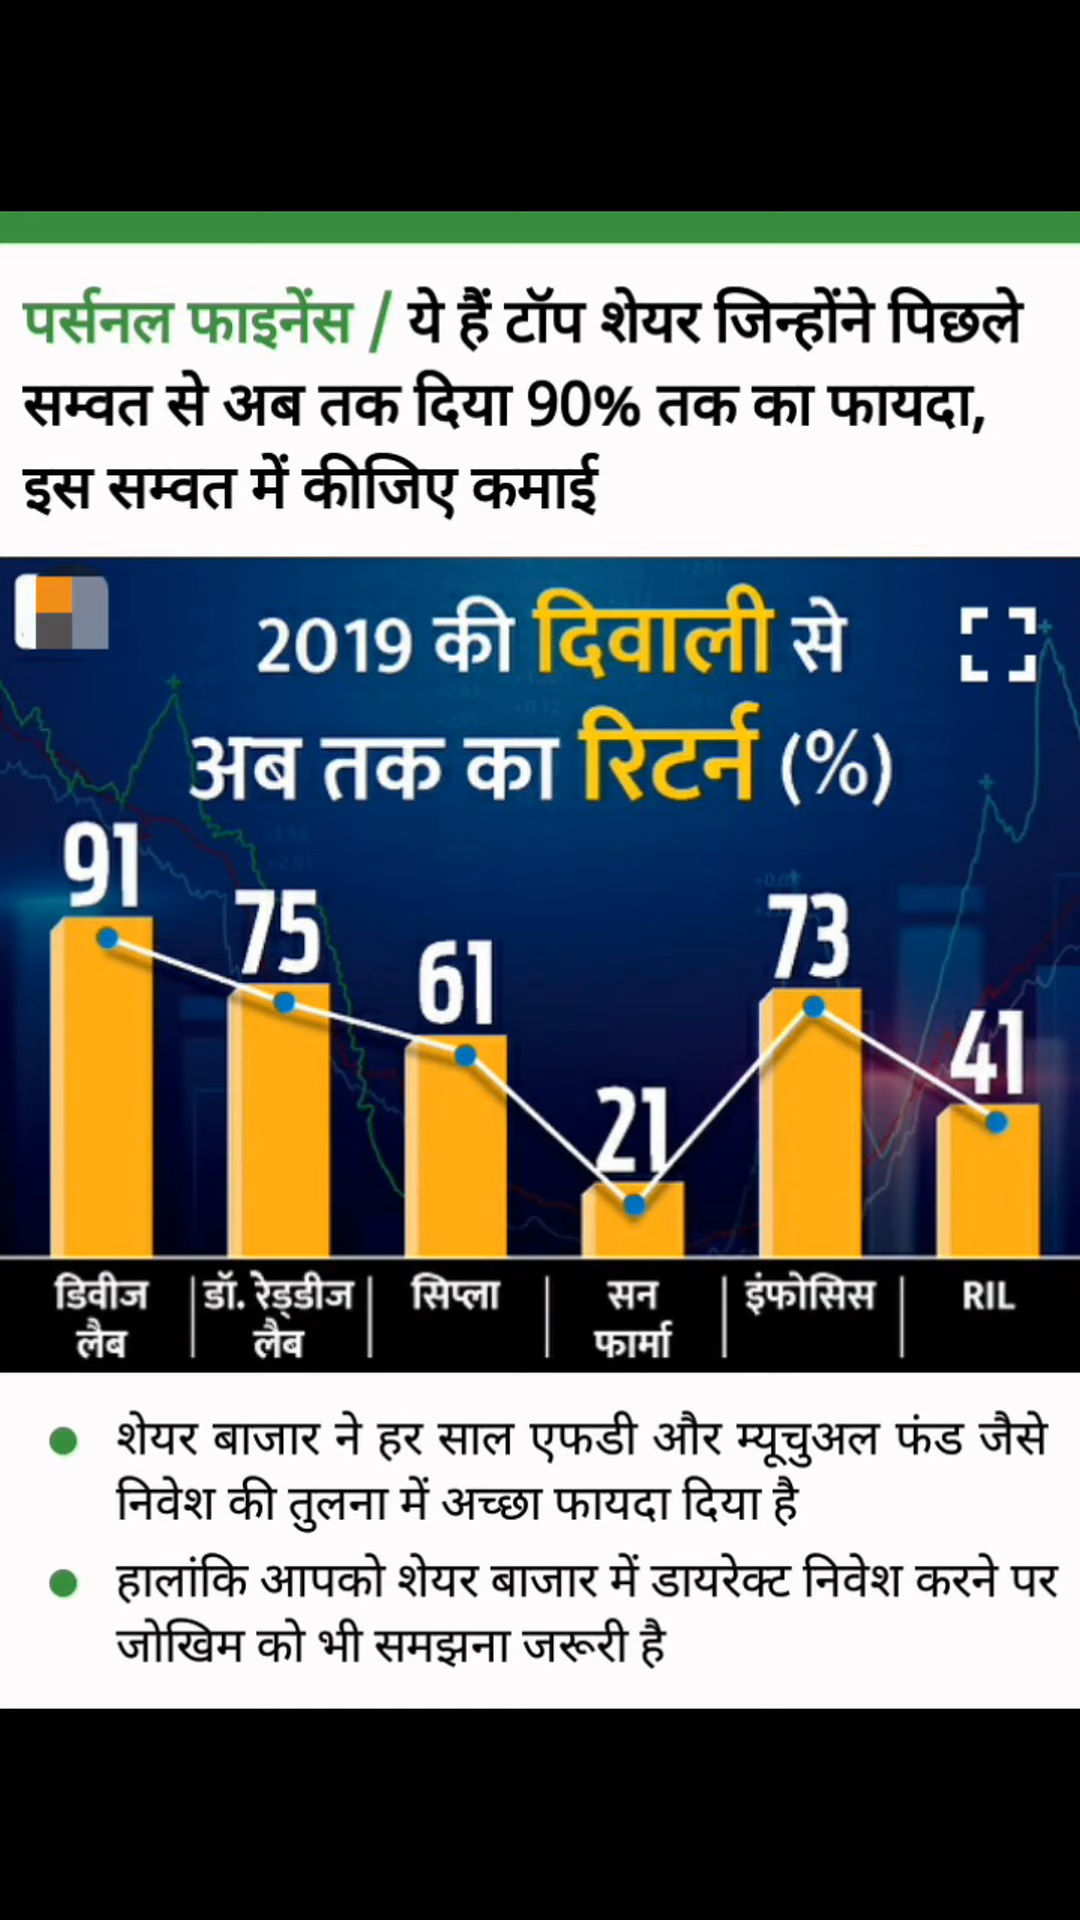 पर्सनल फाइनेंस / ये हैं टॉप शेयर जिन्होंने पिछले
सम्वत से अब तक दिया 90% तक का फायदा,
इस सम्वत में कीजिए कमाई
2019 की दिवाली से
अब तक का रिटर्न (%)
91
75
61
21
73
41
डिवीज
लैब
डॉ. रेड्डीज
लैब
सिप्ला
सन
फार्मा
इंफोसिस
RIL
शेयर बाजार ने हर साल एफडी और म्यूचुअल फंड जैसे
निवेश की तुलना में अच्छा फायदा दिया है
हालांकि आपको शेयर बाजार में डायरेक्ट निवेश करने पर
जोखिम को भी समझना जरूरी है